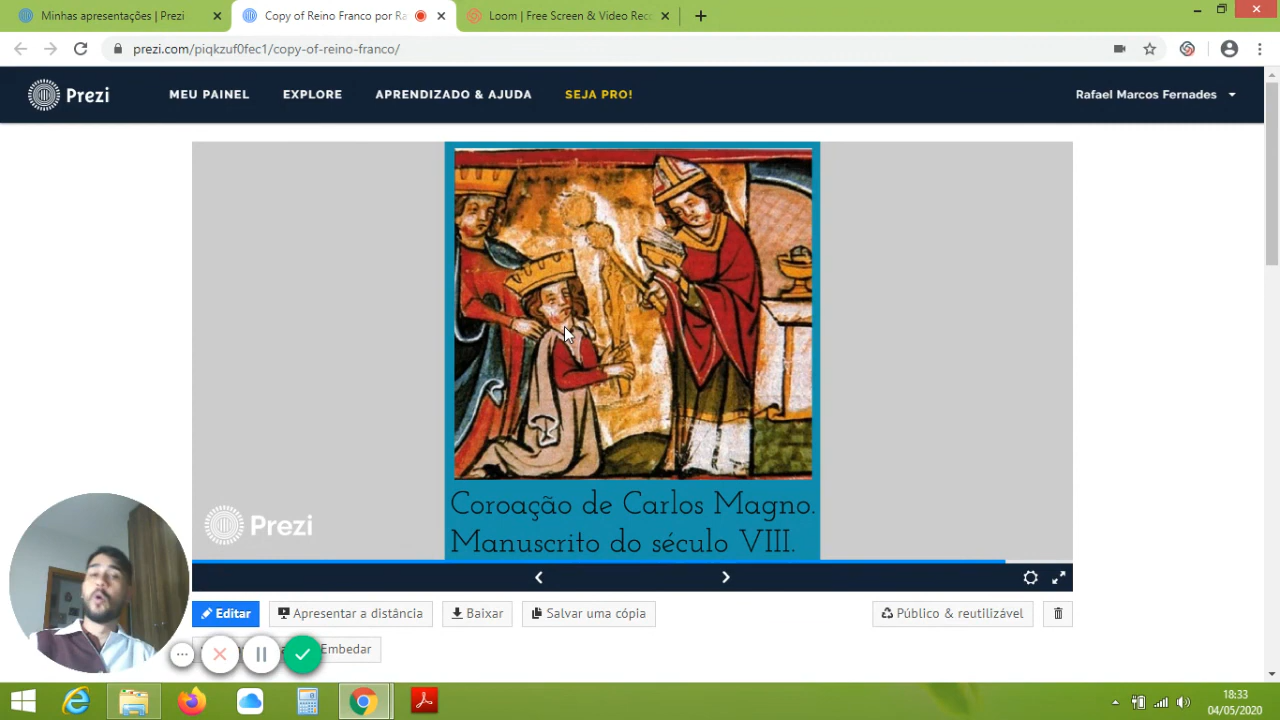 Minhas apresentações | Prezi
Copy of Reino Franco por Ra
Loom | Free Screen & Video Reco
prezi.com/piqkzuf0fec1/copy-of-reino-franco/
Prezi
MEU PAINEL
EXPLORE
APRENDIZADO & AJUDA
SEJA PRO!
Rafael Marcos Fernades
Coroação de Carlos Magno.
Manuscrito do século VIII.
Prezi
Editar
Apresentar a distância
Baixar
Salvar uma cópia
Público & reutilizável
Embedar
18:33
04/05/2020